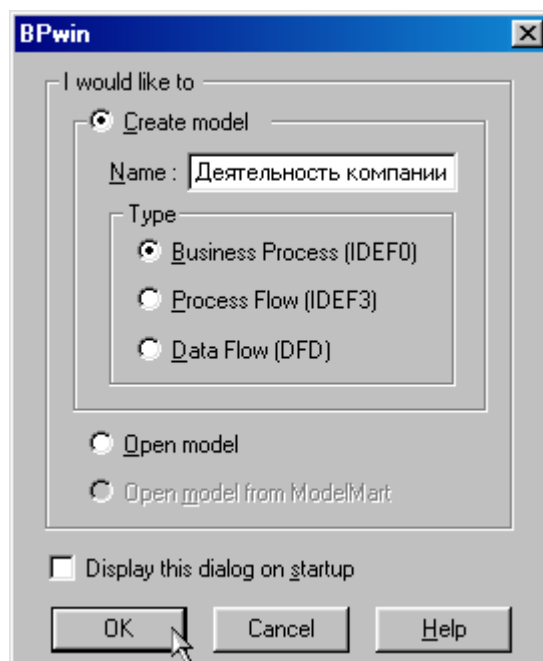 BPwin
I would like to
Create model
Name : Деятельность компании
Type
Business Process (IDEF0)
Process Flow (IDEF3)
Data Flow (DFD)
Open model
Open model from ModelMart
Display this dialog on startup
OK Cancel Help